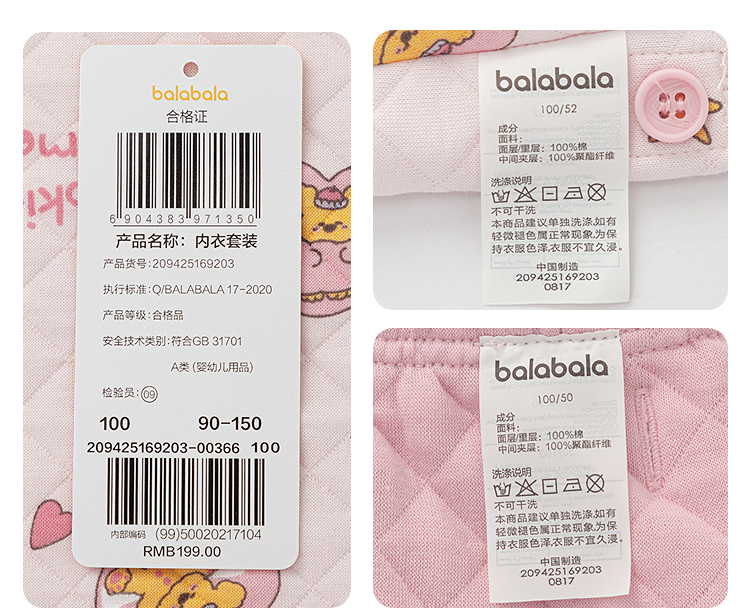 balabala
合格证
6 904383 971350
产品名称：内衣套装
产品货号：209425169203
执行标准：Q/BALABALA 17-2020
产品等级：合格品
安全技术类别：符合GB 31701
A类 (婴幼儿用品)
检验员：09
100 90-150
209425169203-00366 100
内部编码 (99)50020217104
RMB199.00
balabala
100/52
成分
面料：
面层/里层：100%棉
中间夹层：100%聚酯纤维
洗涤说明
不可干洗
本商品建议单独洗涤,如有
轻微褪色属正常现象,为保
持衣服色泽,衣服不宜久浸。
中国制造
209425169203
0817
balabala
100/50
成分
面料：
面层/里层：100%棉
中间夹层：100%聚酯纤维
洗涤说明
不可干洗
本商品建议单独洗涤,如有
轻微褪色属正常现象,为保
持衣服色泽,衣服不宜久浸。
中国制造
209425169203
0817